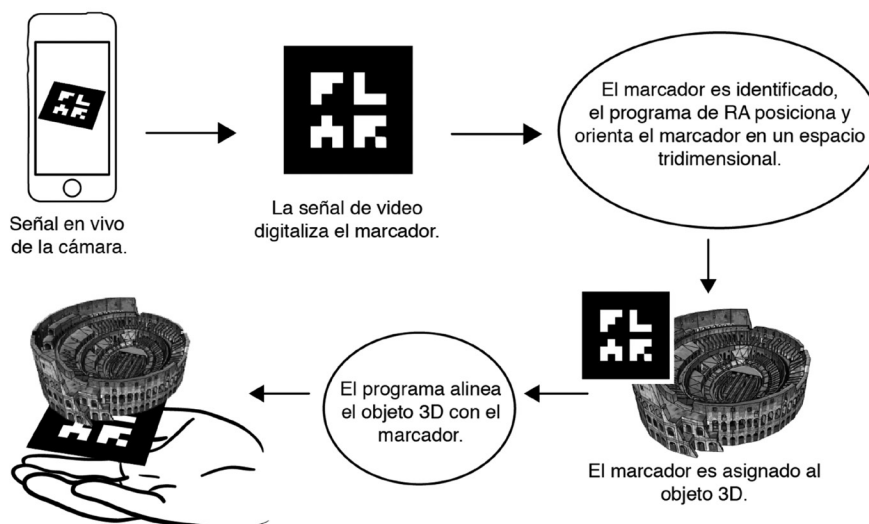 Señal en vivo
de la cámara.
La señal de video
digitaliza el marcador.
El marcador es identificado,
el programa de RA posiciona y
orienta el marcador en un espacio
tridimensional.
El marcador es asignado al
objeto 3D.
El programa alinea
el objeto 3D con el
marcador.